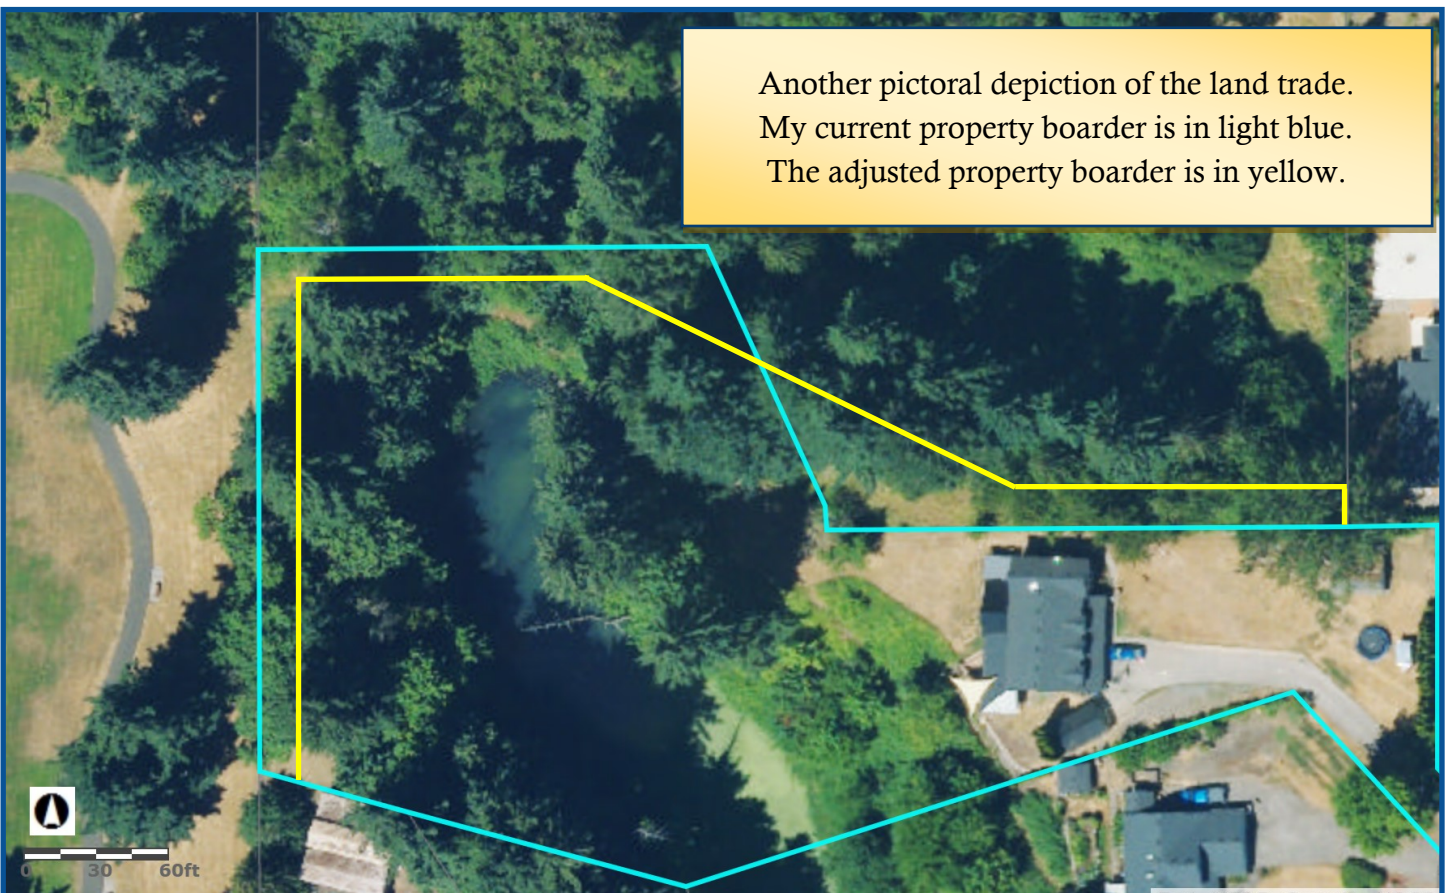 Another pictoral depiction of the land trade.
My current property boarder is in light blue.
The adjusted property boarder is in yellow.
0 30 60ft